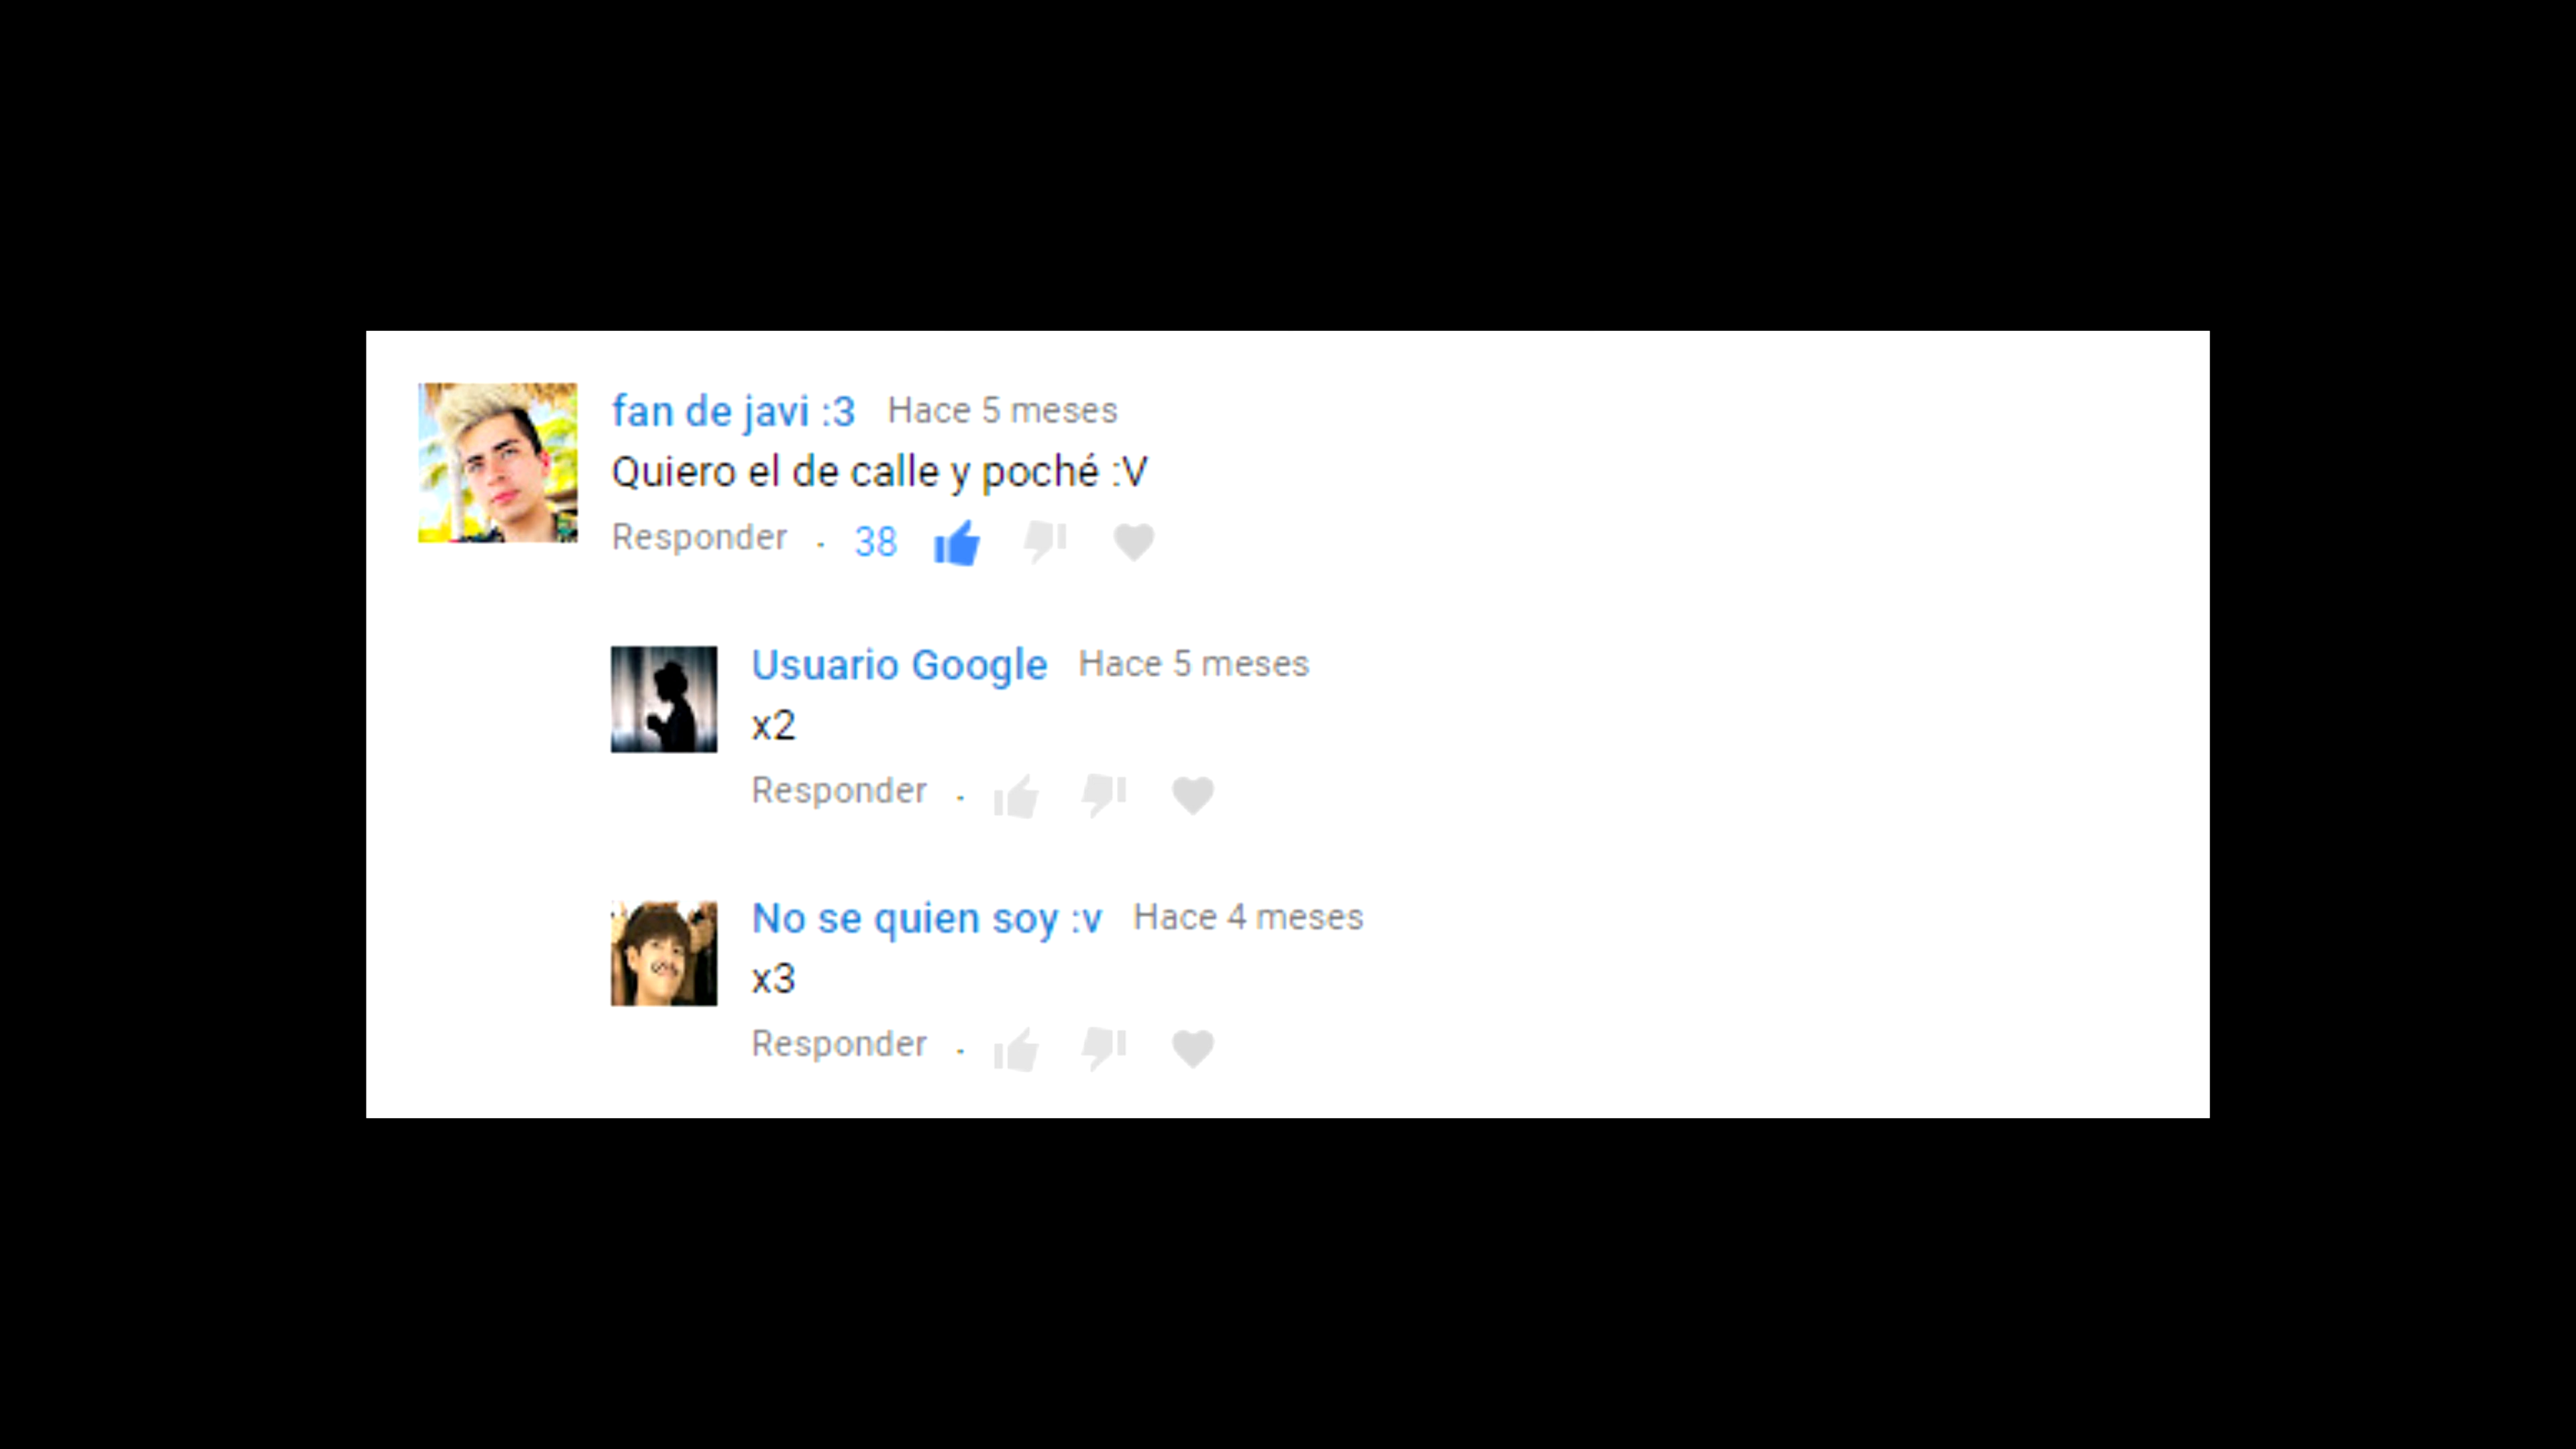 fan de javi :3 Hace 5 meses
Quiero el de calle y poché :V
Responder · 38
Usuario Google Hace 5 meses
x2
Responder ·
No se quien soy :v Hace 4 meses
x3
Responder ·